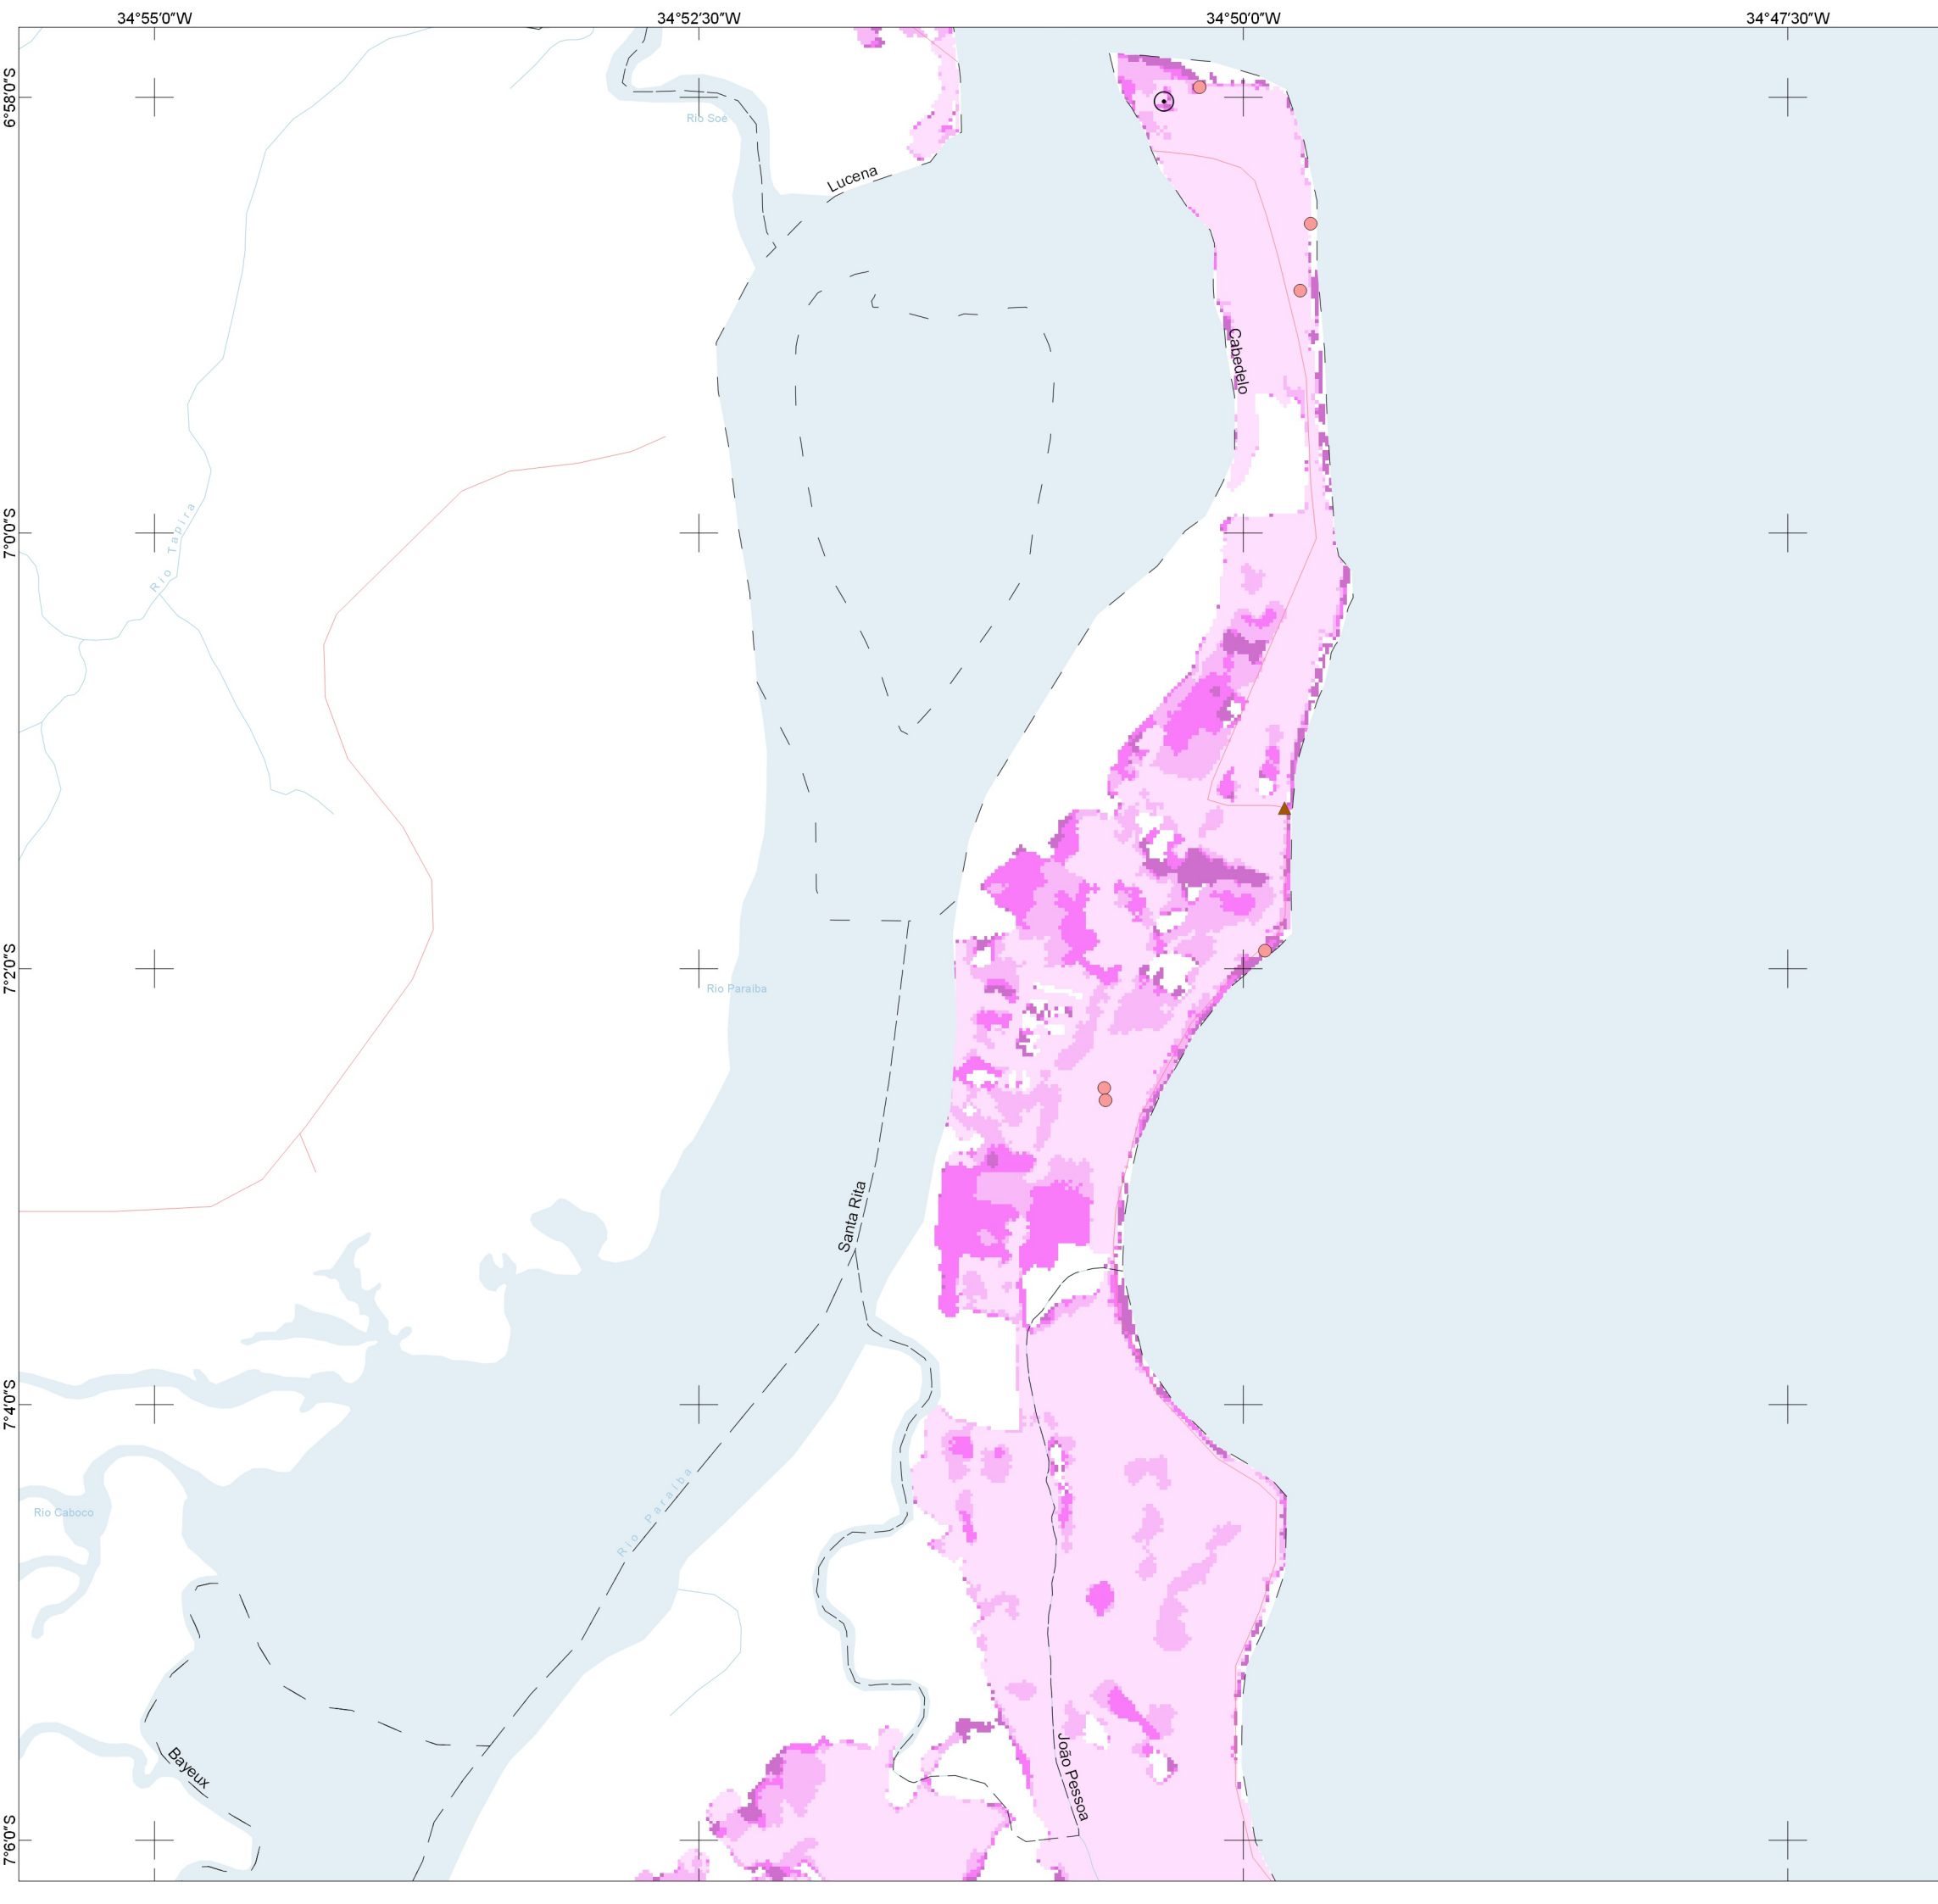 34°55'0"W
34°52'30"W
34°50'0"W
34°47'30"W
6°58'0"S
Rio Soé
Lucena
Cabedelo
7°0'0"S
Rio Tapira
7°2'0"S
Rio Paraíba
Santa Rita
7°4'0"S
Rio Paraíba
Rio Caboco
João Pessoa
Bayeux
7°6'0"S